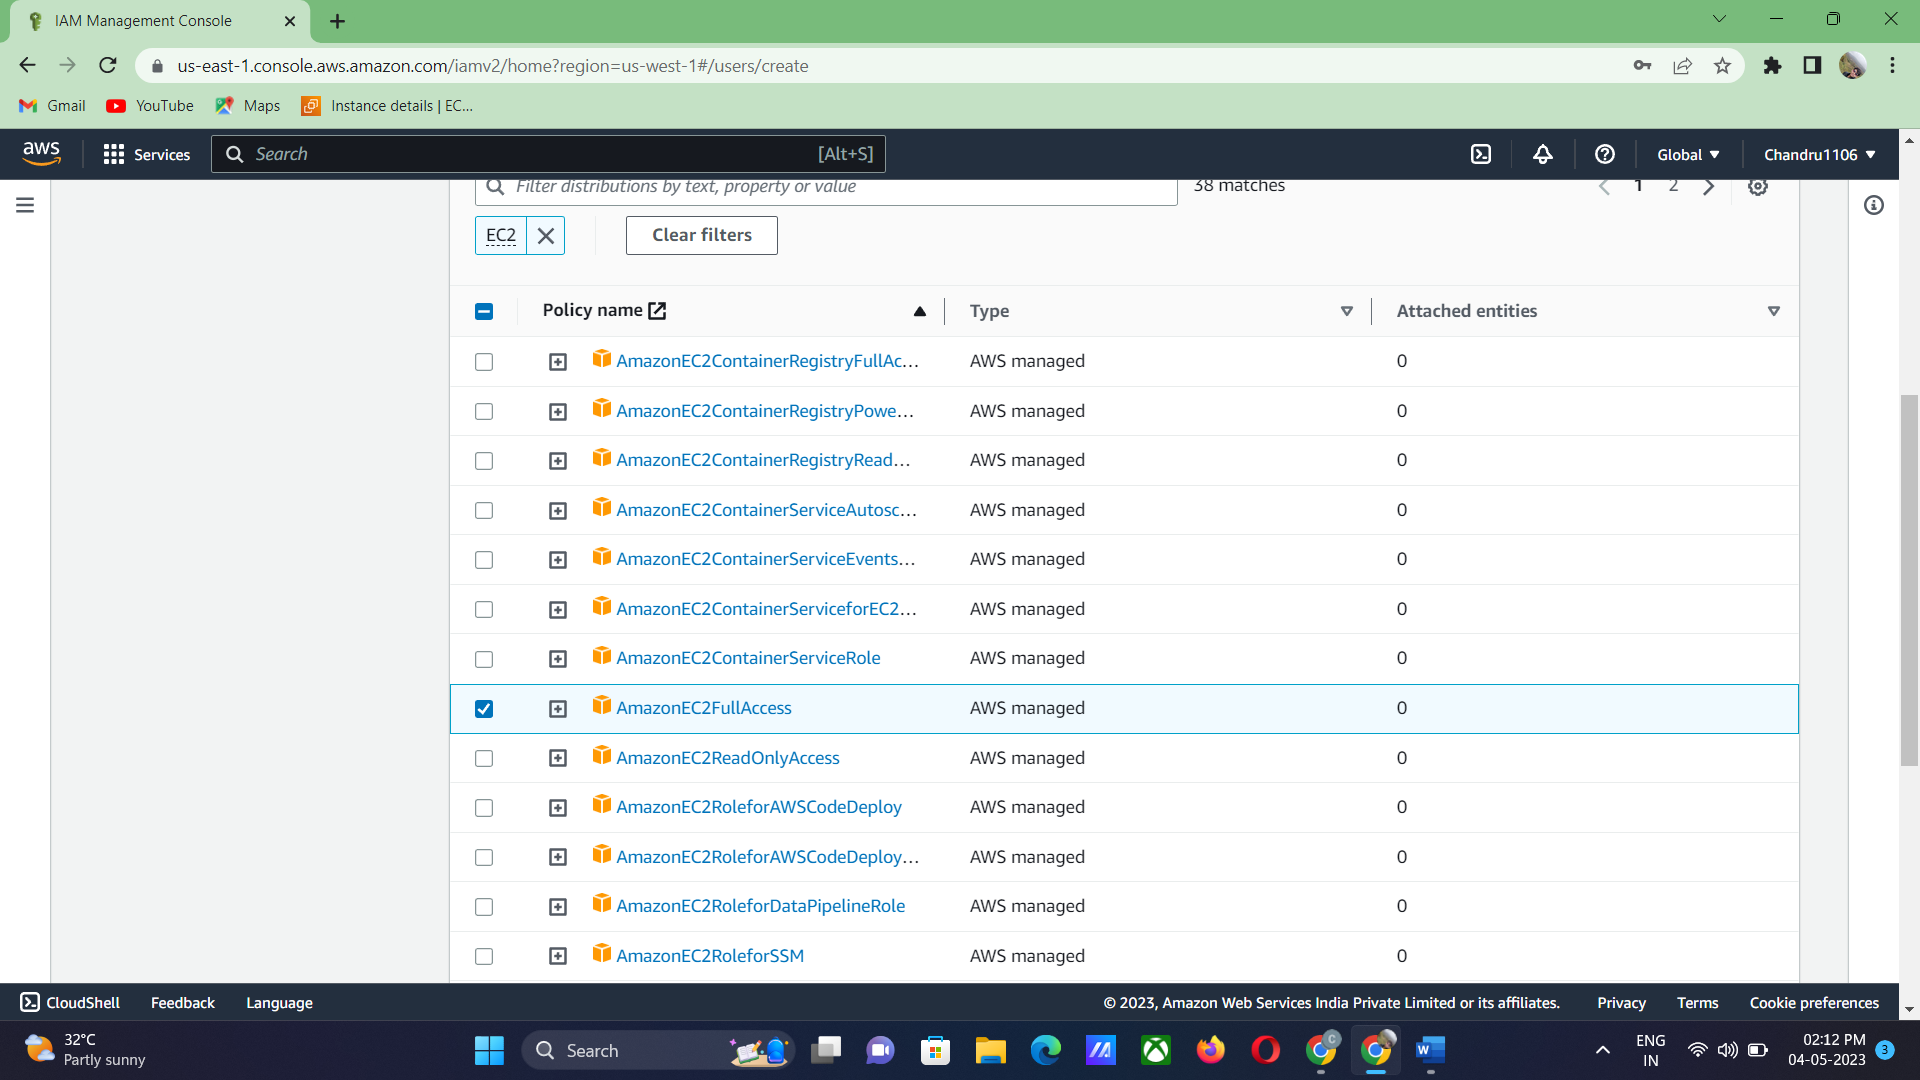 IAM Management Console
us-east-1.console.aws.amazon.com/iamv2/home?region=us-west-1#/users/create
Gmail YouTube Maps Instance details | EC...
aws Services Search [Alt+S] Global Chandru1106
Filter distributions by text, property or value 38 matches 1 2
EC2 Clear filters
Policy name Type Attached entities
AmazonEC2ContainerRegistryFullAc... AWS managed 0
AmazonEC2ContainerRegistryPowe... AWS managed 0
AmazonEC2ContainerRegistryRead... AWS managed 0
AmazonEC2ContainerServiceAutosc... AWS managed 0
AmazonEC2ContainerServiceEvents... AWS managed 0
AmazonEC2ContainerServiceforEC2... AWS managed 0
AmazonEC2ContainerServiceRole AWS managed 0
AmazonEC2FullAccess AWS managed 0
AmazonEC2ReadOnlyAccess AWS managed 0
AmazonEC2RoleforAWSCodeDeploy AWS managed 0
AmazonEC2RoleforAWSCodeDeploy... AWS managed 0
AmazonEC2RoleforDataPipelineRole AWS managed 0
AmazonEC2RoleforSSM AWS managed 0
CloudShell Feedback Language © 2023, Amazon Web Services India Private Limited or its affiliates. Privacy Terms Cookie preferences
32°C
Partly sunny
Search
C
W
ENG
IN
02:12 PM
04-05-2023
3